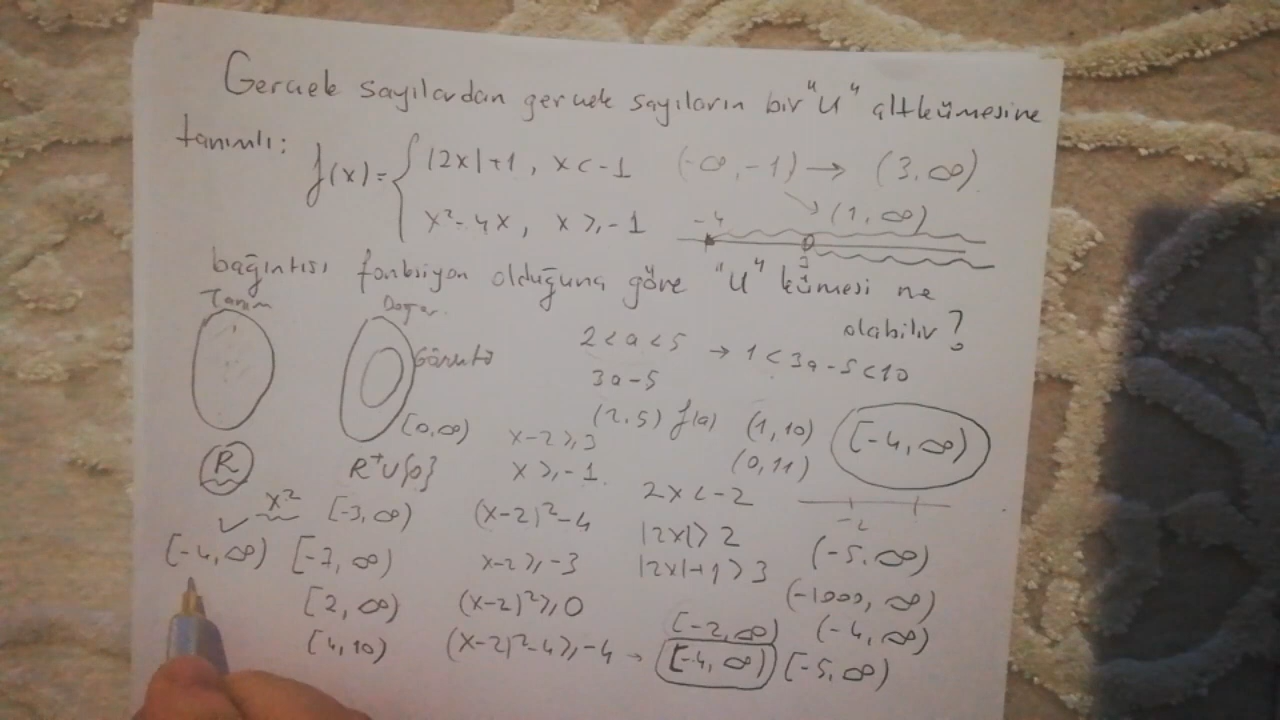 Gercek sayılardan gercek sayıların bir "U" altkümesine
tanımlı:
f(x)= { |2x|+1, x<-1 (-∞,-1) → (3,∞)
x²-4x, x≥-1 → (1,∞)
-4
bağıntısı fonksiyon olduğuna göre "U" kümesi ne
olabilir?
Tanım Değer Görüntü
2<a<5 → 1<3a-5<10
3a-5
(2,5) f(a) (1,10) [-4,∞)
[0,∞) x-2≥3 (0,11)
R R⁺U{0} x≥-1 2x<-2
x² [-3,∞) (x-2)²-4 |2x|>2 -2
[-4,∞) [-7,∞) x-2≥-3 |2x|+1>3 (-5,∞)
[2,∞) (x-2)²≥0 (-1000,∞)
[-2,∞) (-4,∞)
[4,10) (x-2)²-4≥-4 → [-4,∞) [-5,∞)